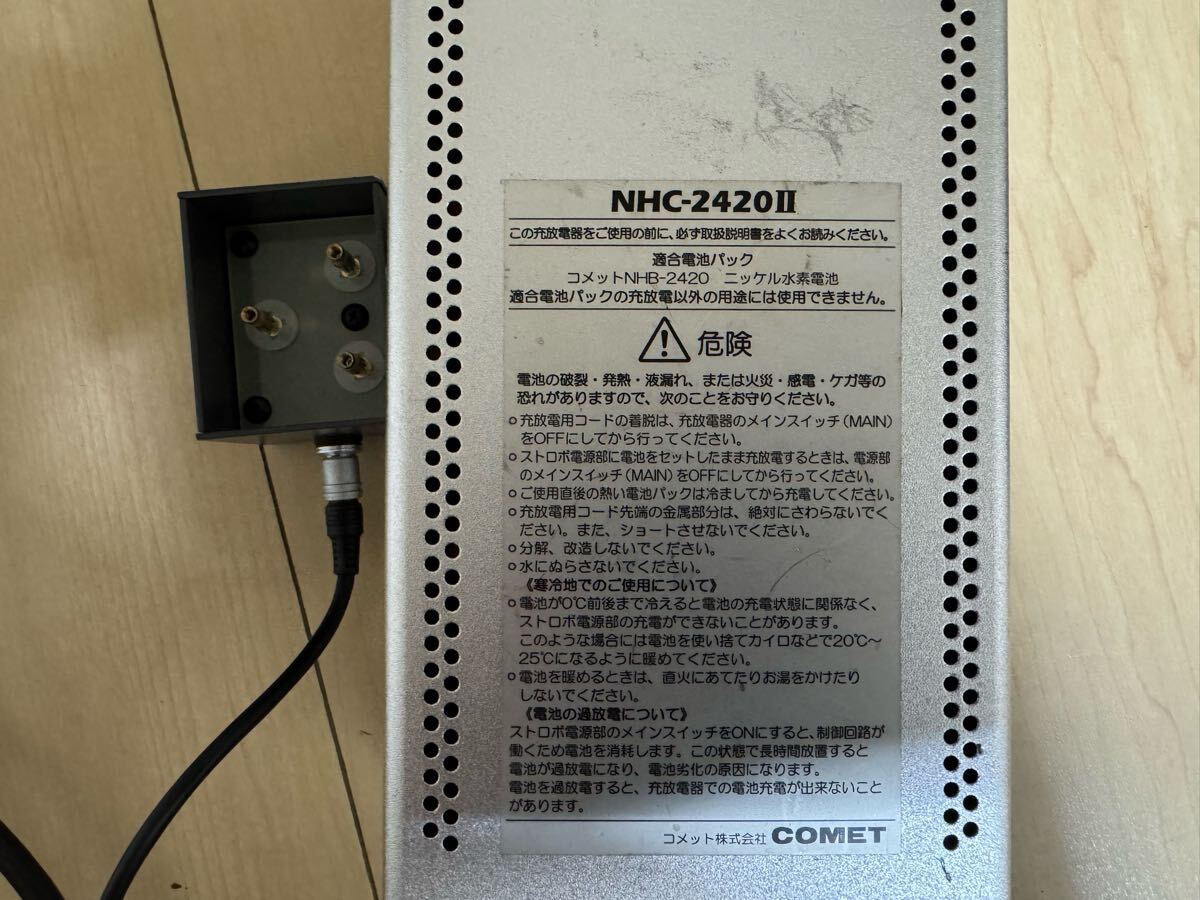 NHC-2420Ⅱ
この充放電器をご使用の前に、必ず取扱説明書をよくお読みください。
適合電池パック
コメットNHB-2420 ニッケル水素電池
適合電池パックの充放電以外の用途には使用できません。
危険
電池の破裂・発熱・液漏れ、または火災・感電・ケガ等の
恐れがありますので、次のことをお守りください。
○充放電用コードの着脱は、充放電器のメインスイッチ(MAIN)
をOFFにしてから行ってください。
○ストロボ電源部に電池をセットしたまま充放電するときは、電源部
のメインスイッチ(MAIN)をOFFにしてから行ってください。
○ご使用直後の熱い電池パックは冷ましてから充電してください。
○充放電用コード先端の金属部分は、絶対にさわらないでく
ださい。また、ショートさせないでください。
○分解、改造しないでください。
○水にぬらさないでください。
《寒冷地でのご使用について》
○電池が0℃前後まで冷えると電池の充電状態に関係なく、
ストロボ電源部の充電ができないことがあります。
このような場合には電池を使い捨てカイロなどで20℃〜
25℃になるように暖めてください。
○電池を暖めるときは、直火にあてたりお湯をかけたり
しないでください。
《電池の過放電について》
ストロボ電源部のメインスイッチをONにすると、制御回路が
働くため電池を消耗します。この状態で長時間放置すると
電池が過放電になり、電池劣化の原因になります。
電池を過放電すると、充放電器での電池充電が出来ないこと
があります。
コメット株式会社 COMET